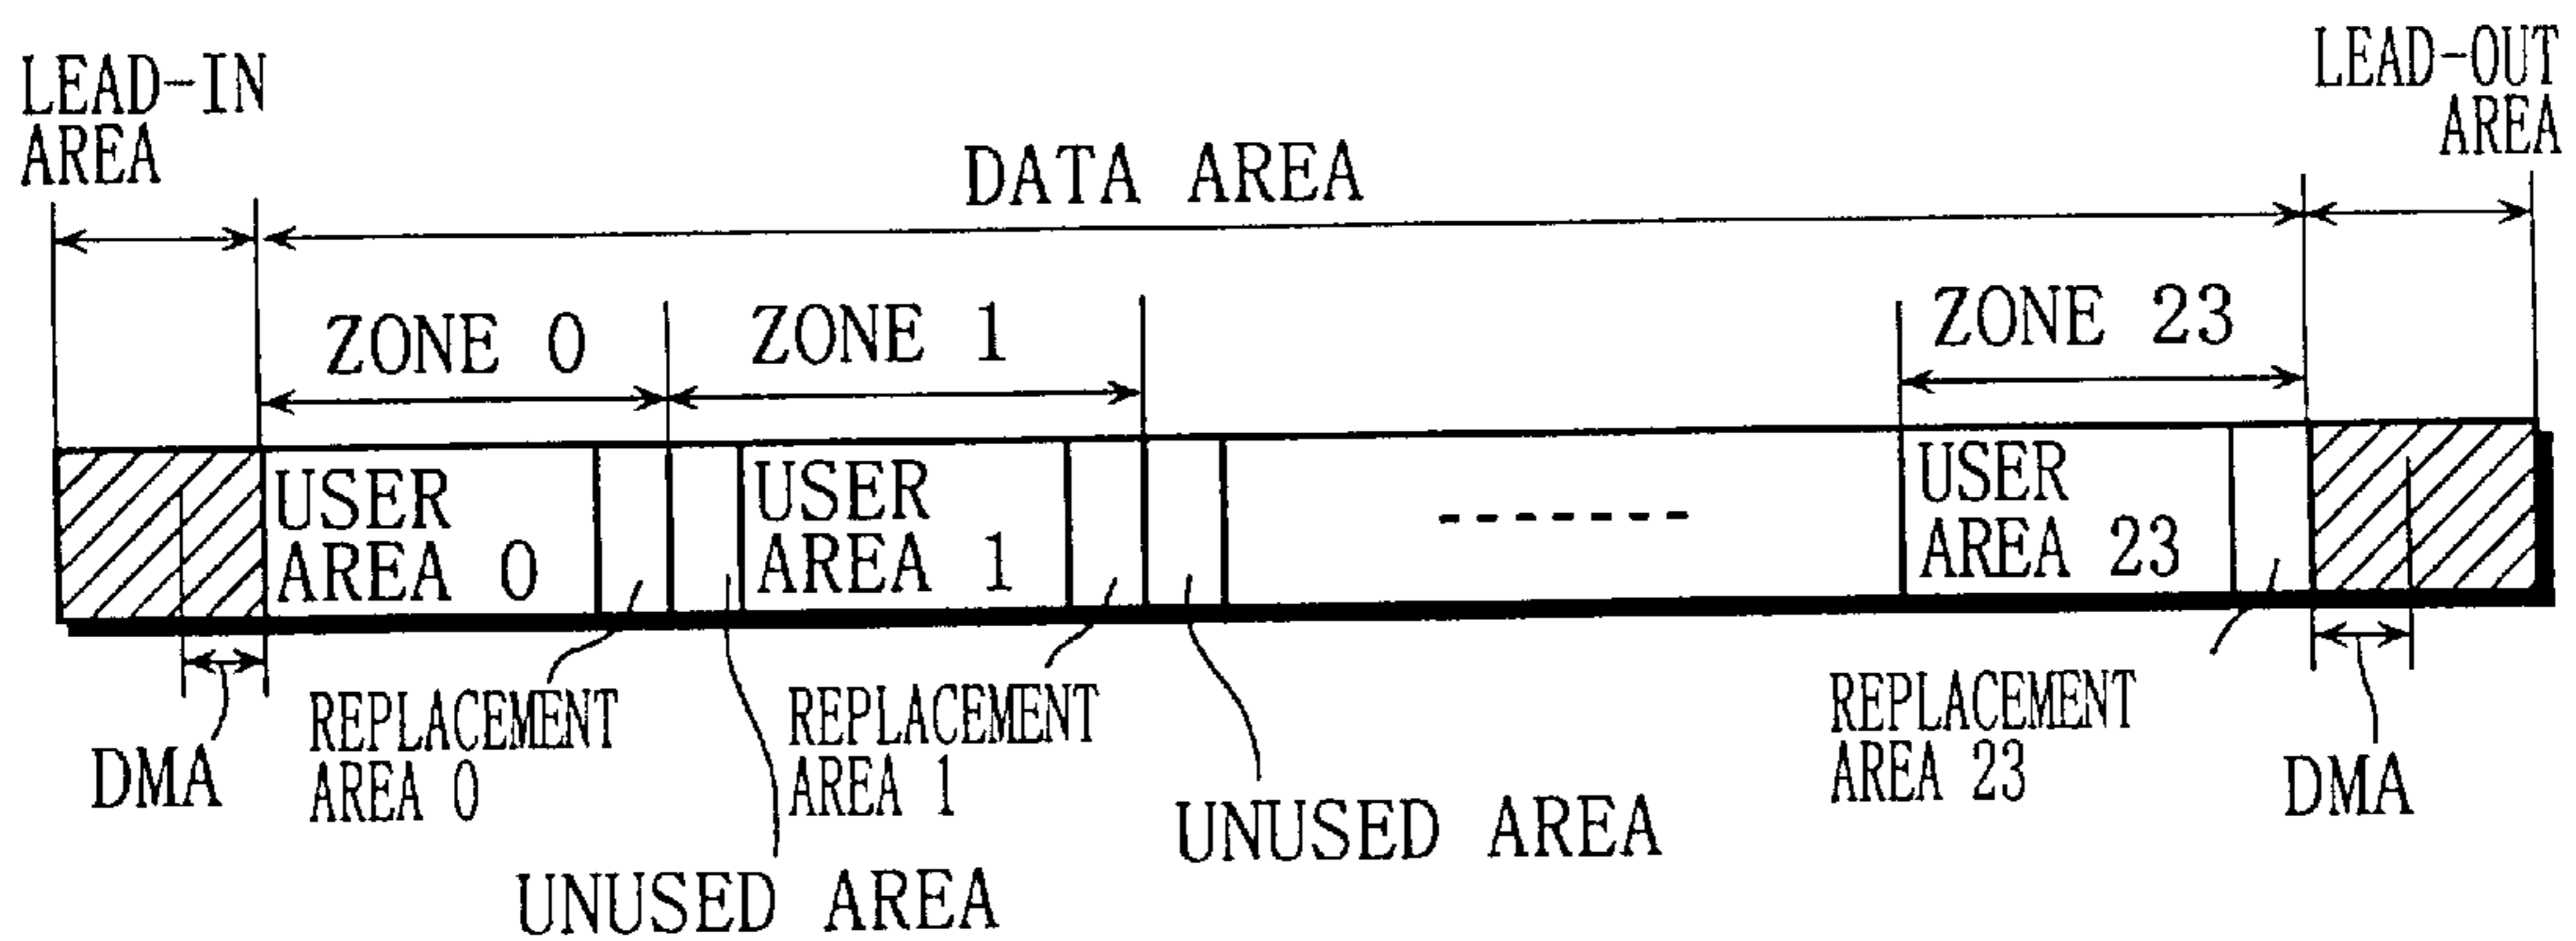 LEAD-IN
AREA
LEAD-OUT
AREA
DATA AREA
ZONE 0
ZONE 1
ZONE 23
USER
AREA 0
USER
AREA 1
USER
AREA 23
DMA
REPLACEMENT
AREA 0
UNUSED AREA
REPLACEMENT
AREA 1
UNUSED AREA
REPLACEMENT
AREA 23
DMA